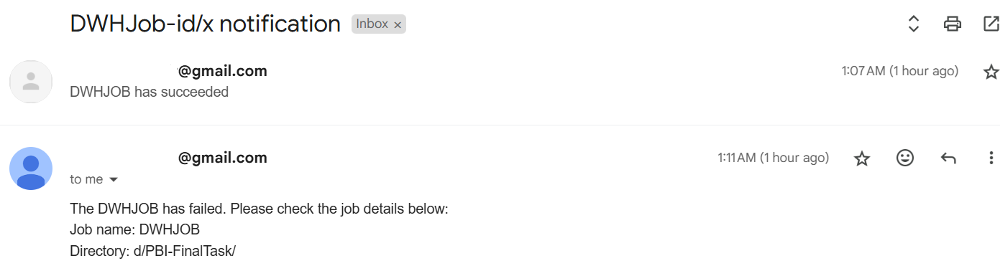 DWHJob-id/x notification Inbox ×
@gmail.com 1:07 AM (1 hour ago)
DWHJOB has succeeded
@gmail.com 1:11 AM (1 hour ago)
to me
The DWHJOB has failed. Please check the job details below:
Job name: DWHJOB
Directory: d/PBI-FinalTask/